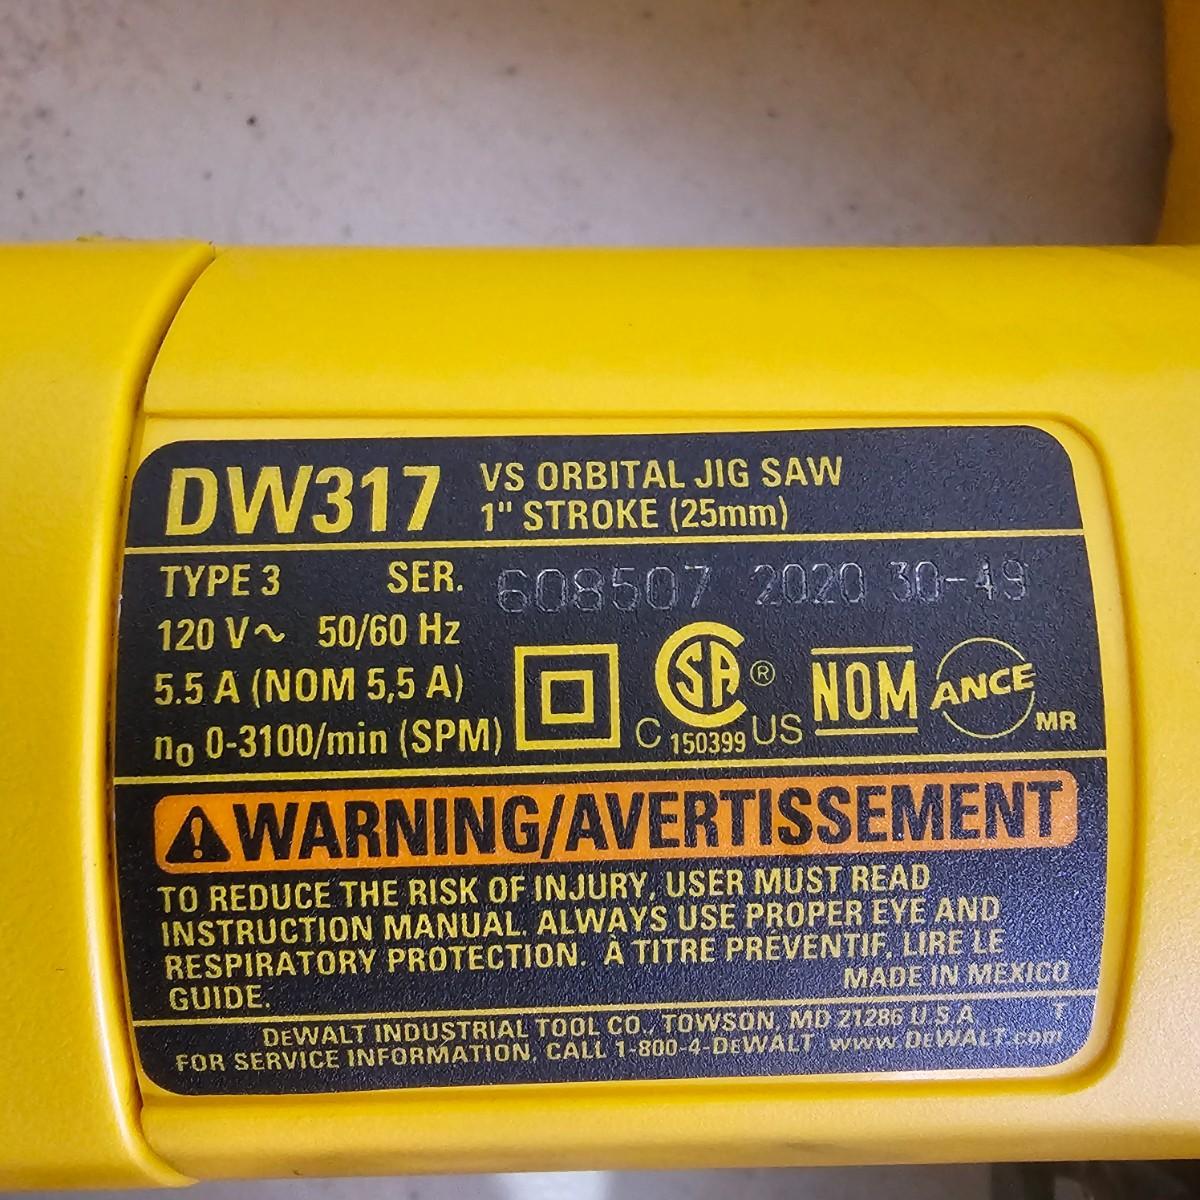 DW317
VS ORBITAL JIG SAW
1" STROKE (25mm)
TYPE 3 SER. 608507 2020 30-49
120 V~ 50/60 Hz
5.5 A (NOM 5,5 A)
n₀ 0-3100/min (SPM)
SA ®
C 150399 US
NOM
ANCE
MR
⚠WARNING/AVERTISSEMENT
TO REDUCE THE RISK OF INJURY, USER MUST READ
INSTRUCTION MANUAL. ALWAYS USE PROPER EYE AND
RESPIRATORY PROTECTION. À TITRE PRÉVENTIF, LIRE LE
GUIDE.
MADE IN MEXICO
DEWALT INDUSTRIAL TOOL CO., TOWSON, MD 21286 U S A T
FOR SERVICE INFORMATION, CALL 1-800-4-DEWALT www.DEWALT.com